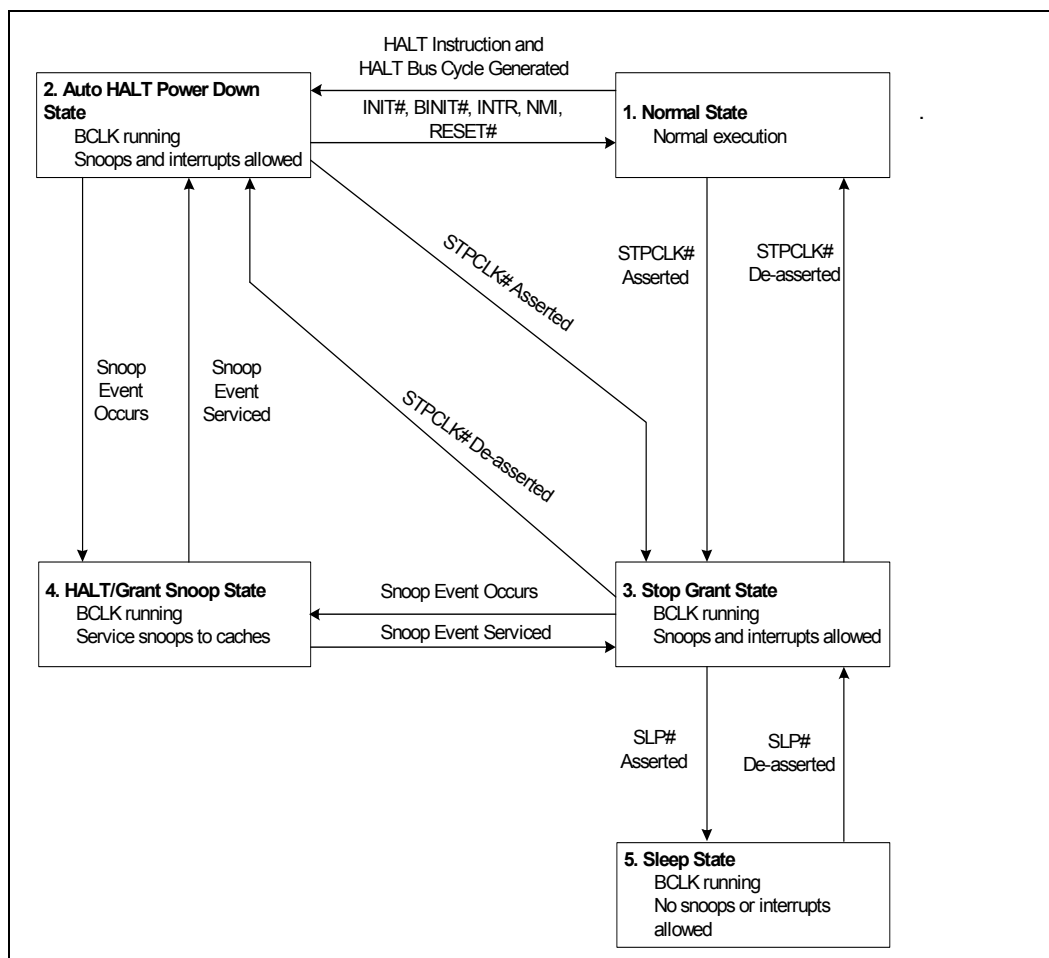 HALT Instruction and
HALT Bus Cycle Generated
2. Auto HALT Power Down
State
BCLK running
Snoops and interrupts allowed
INIT#, BINIT#, INTR, NMI,
RESET#
1. Normal State
Normal execution
.
STPCLK# Asserted
STPCLK#
Asserted
STPCLK#
De-asserted
Snoop
Event
Occurs
Snoop
Event
Serviced
STPCLK# De-asserted
4. HALT/Grant Snoop State
BCLK running
Service snoops to caches
Snoop Event Occurs
Snoop Event Serviced
3. Stop Grant State
BCLK running
Snoops and interrupts allowed
SLP#
Asserted
SLP#
De-asserted
5. Sleep State
BCLK running
No snoops or interrupts
allowed